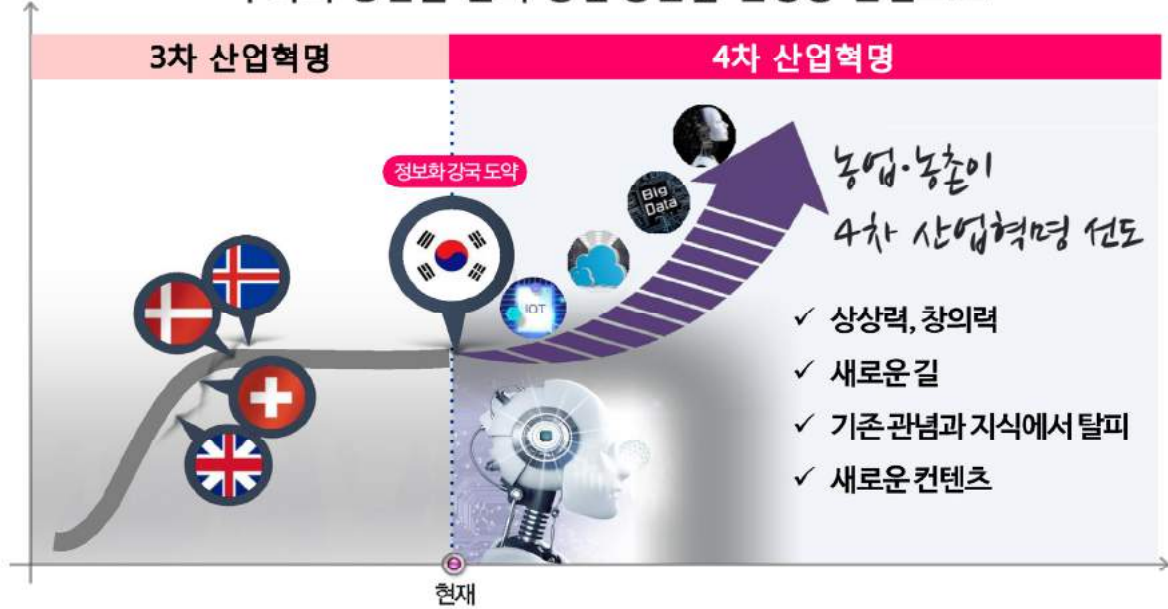 3차 산업혁명
4차 산업혁명
정보화 강국 도약
농업·농촌이
4차 산업혁명 선도
Big
Data
IOT
✓ 상상력, 창의력
✓ 새로운 길
✓ 기존 관념과 지식에서 탈피
✓ 새로운 컨텐츠
현재